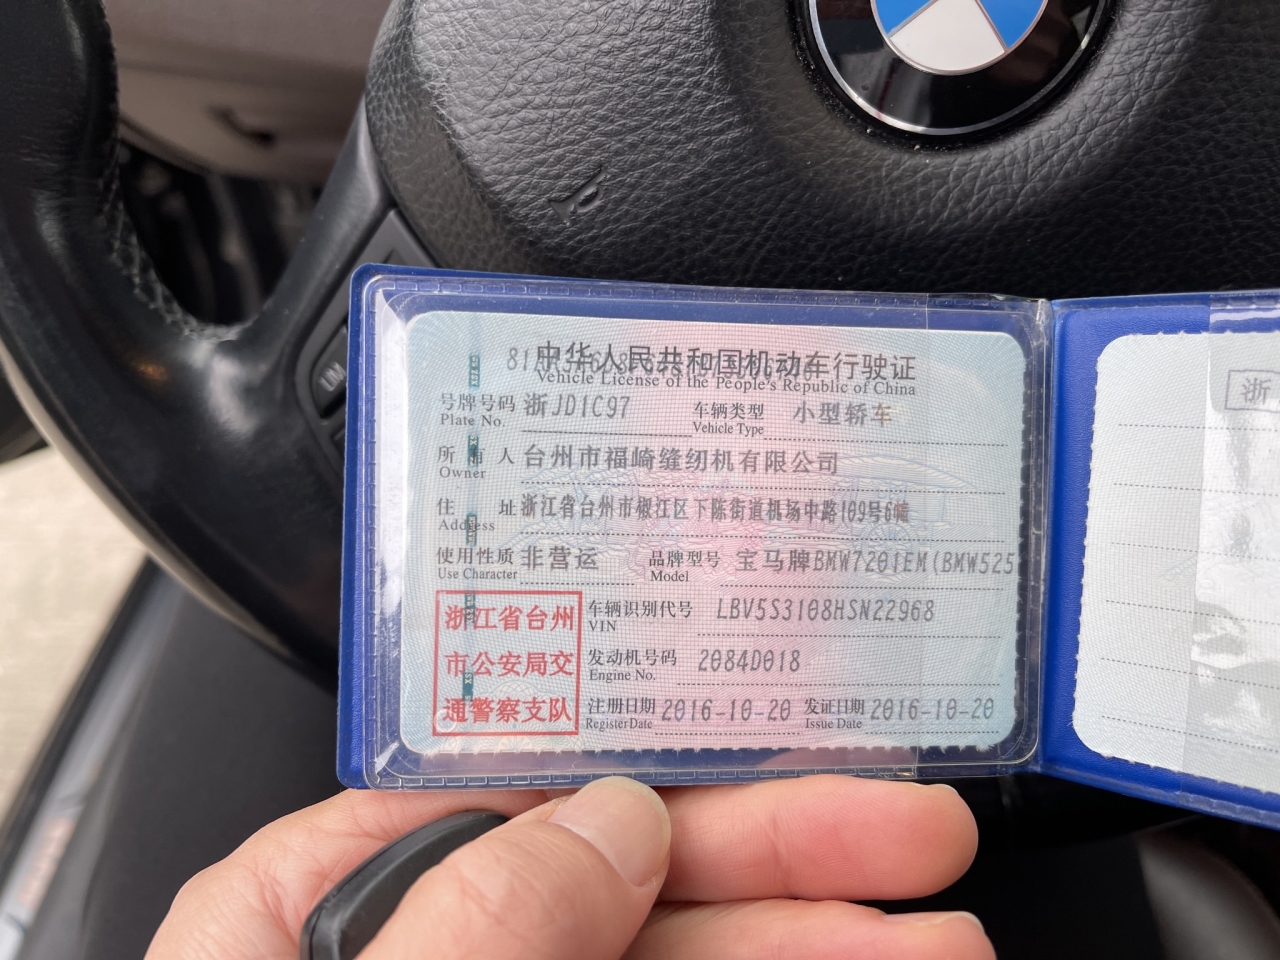 中华人民共和国机动车行驶证
Vehicle License of the People's Republic of China
号牌号码 浙JD1C97 车辆类型 小型轿车
Plate No. Vehicle Type
所有人 台州市福崎缝纫机有限公司
Owner
住址 浙江省台州市椒江区下陈街道机场中路109号6幢
Address
使用性质 非营运 品牌型号 宝马牌BMW7201EM(BMW525
Use Character Model
浙江省台州
市公安局交
通警察支队
车辆识别代号 LBV5S3108HSN22968
VIN
发动机号码 2084D018
Engine No.
注册日期 2016-10-20 发证日期 2016-10-20
Register Date Issue Date
浙